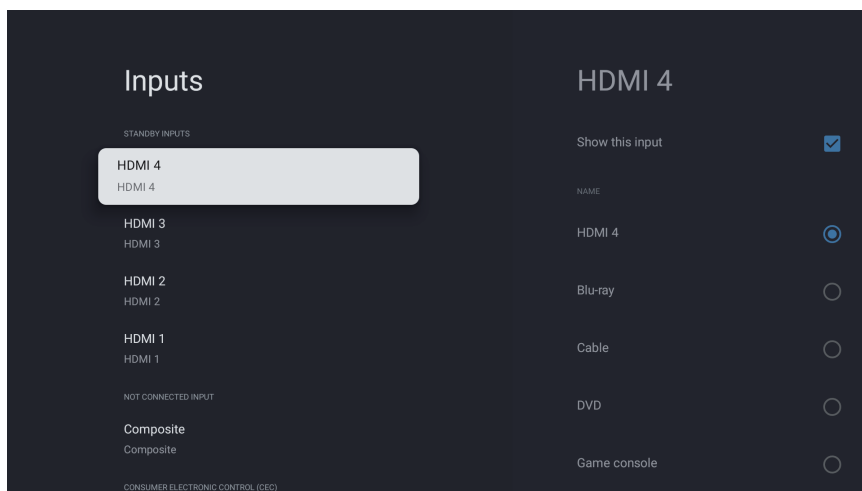 Inputs
STANDBY INPUTS
HDMI 4
HDMI 4
HDMI 3
HDMI 3
HDMI 2
HDMI 2
HDMI 1
HDMI 1
NOT CONNECTED INPUT
Composite
Composite
CONSUMER ELECTRONIC CONTROL (CEC)
HDMI 4
Show this input
NAME
HDMI 4
Blu-ray
Cable
DVD
Game console